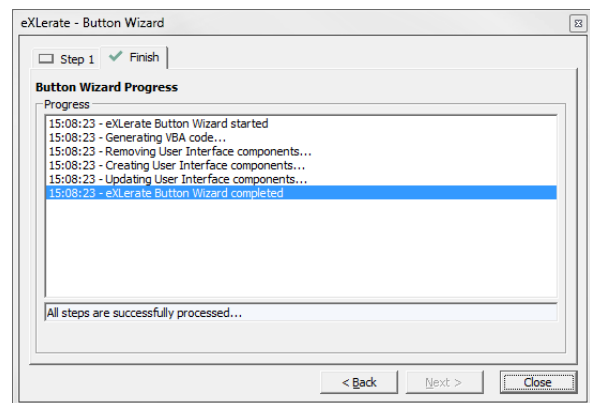 eXLerate - Button Wizard
Step 1
Finish
Button Wizard Progress
Progress
15:08:23 - eXLerate Button Wizard started
15:08:23 - Generating VBA code...
15:08:23 - Removing User Interface components...
15:08:23 - Creating User Interface components...
15:08:23 - Updating User Interface components...
15:08:23 - eXLerate Button Wizard completed
All steps are successfully processed...
< Back
Next >
Close